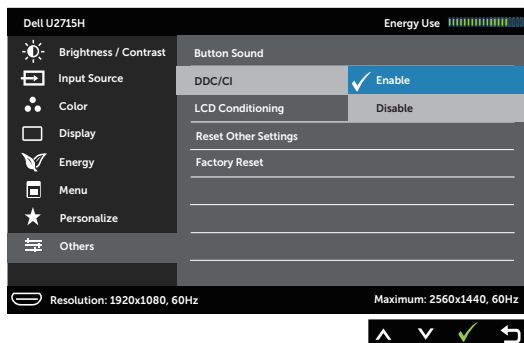 Dell U2715H Energy Use
Brightness / Contrast Button Sound
Input Source DDC/CI Enable
Color LCD Conditioning Disable
Display Reset Other Settings
Energy Factory Reset
Menu
Personalize
Others
Resolution: 1920x1080, 60Hz Maximum: 2560x1440, 60Hz